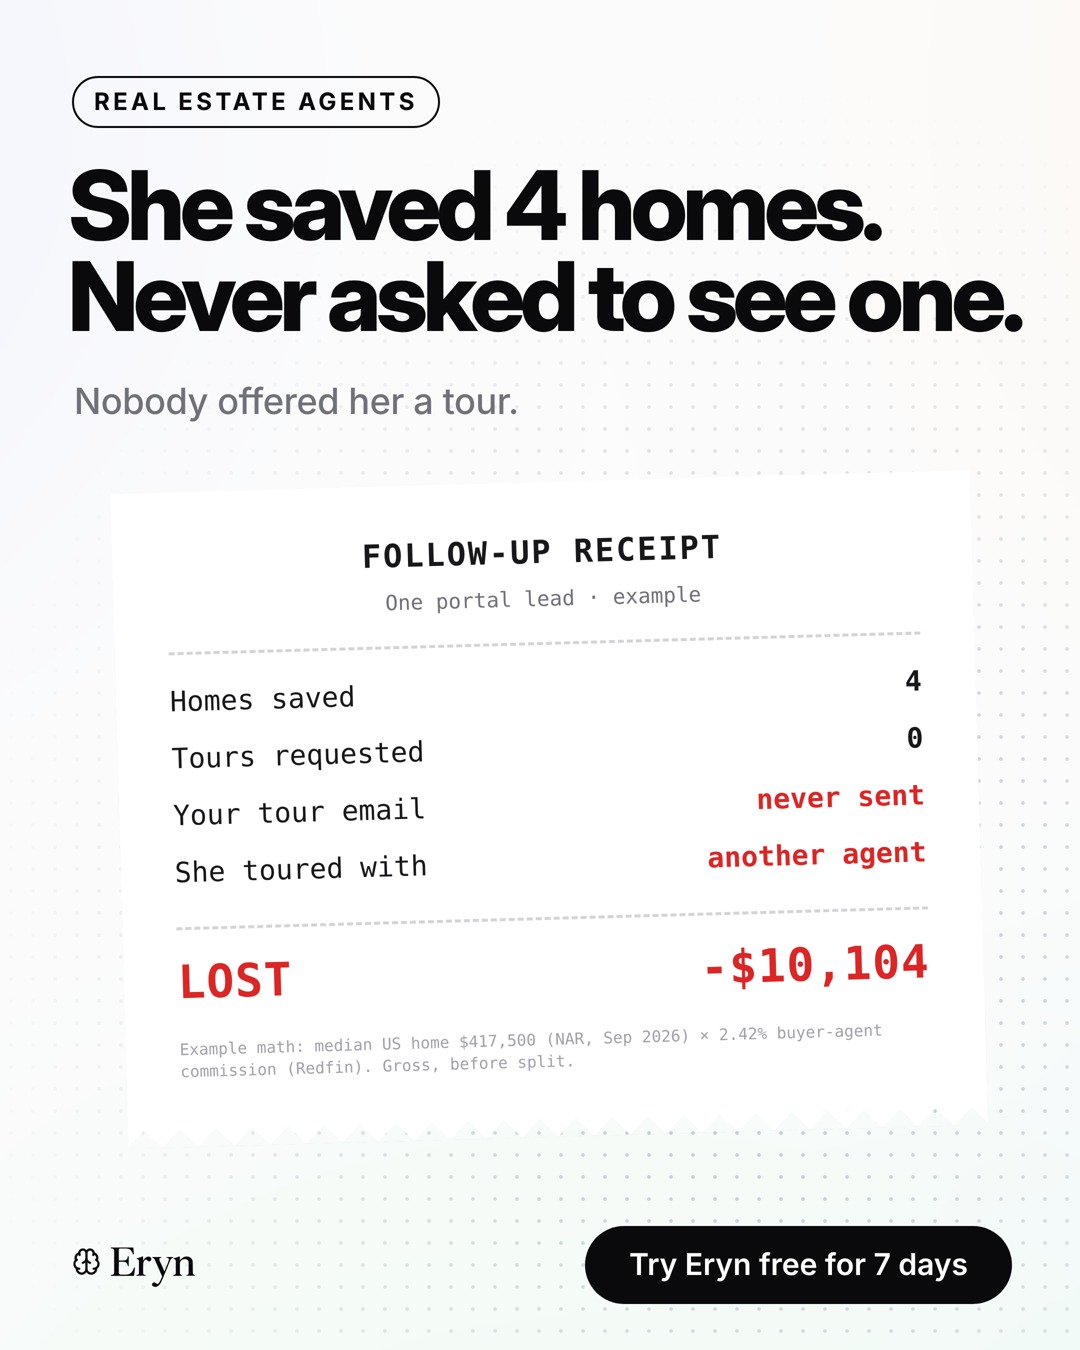 REAL ESTATE AGENTS
She saved 4 homes.
Never asked to see one.
Nobody offered her a tour.
FOLLOW-UP RECEIPT
One portal lead · example
Homes saved 4
Tours requested 0
Your tour email never sent
She toured with another agent
LOST -$10,104
Example math: median US home $417,500 (NAR, Sep 2026) × 2.42% buyer-agent
commission (Redfin). Gross, before split.
Eryn
Try Eryn free for 7 days